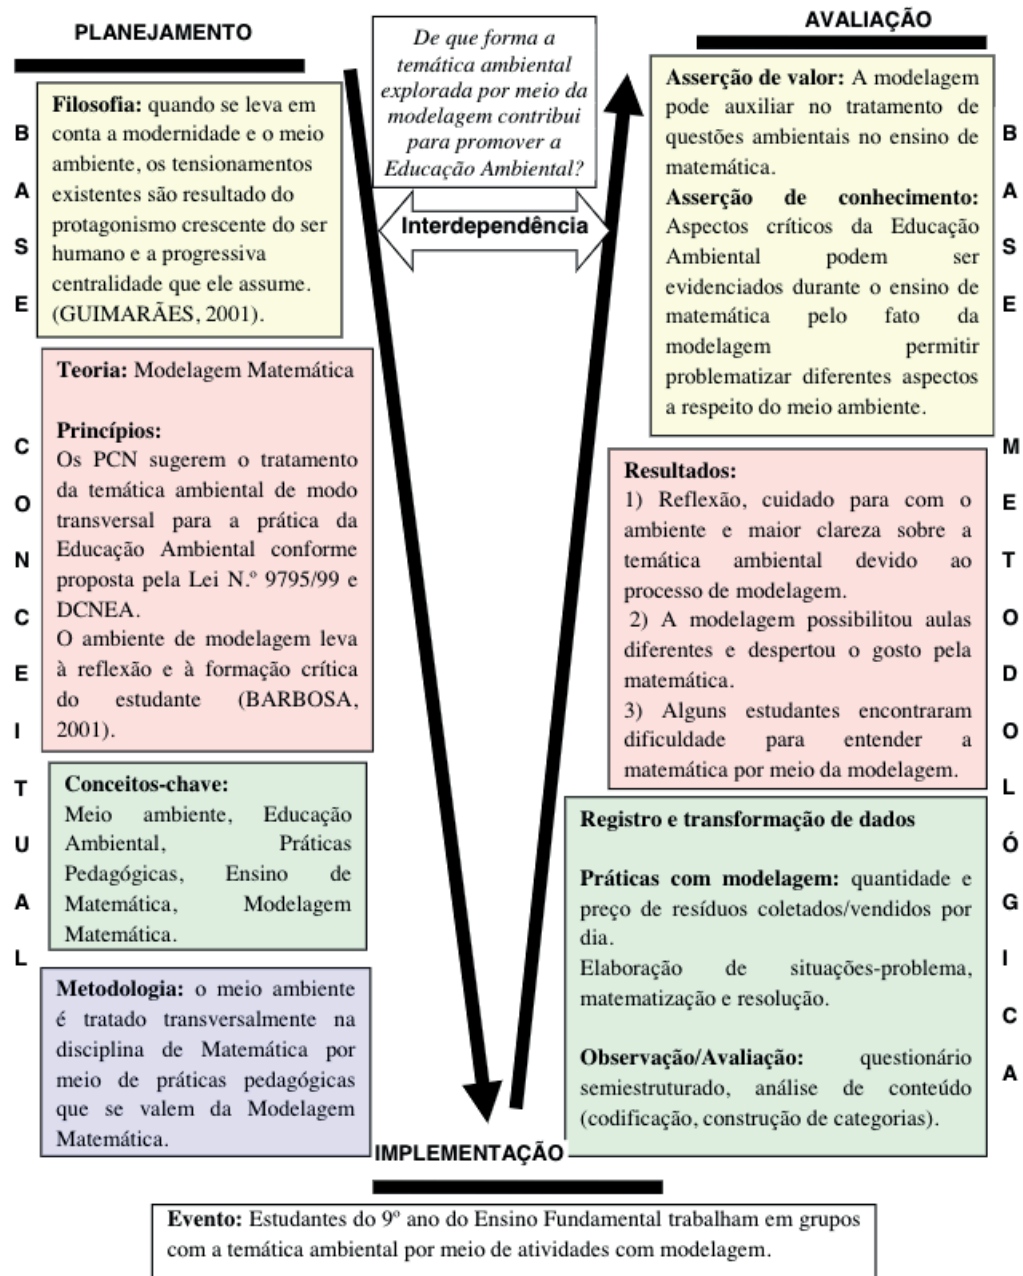 PLANEJAMENTO
BASE CONCEITUAL
Filosofia: quando se leva em
conta a modernidade e o meio
ambiente, os tensionamentos
existentes são resultado do
protagonismo crescente do ser
humano e a progressiva
centralidade que ele assume.
(GUIMARÃES, 2001).
Teoria: Modelagem Matemática
Princípios:
Os PCN sugerem o tratamento
da temática ambiental de modo
transversal para a prática da
Educação Ambiental conforme
proposta pela Lei N.º 9795/99 e
DCNEA.
O ambiente de modelagem leva
à reflexão e à formação crítica
do estudante (BARBOSA,
2001).
Conceitos-chave:
Meio ambiente, Educação
Ambiental, Práticas
Pedagógicas, Ensino de
Matemática, Modelagem
Matemática.
Metodologia: o meio ambiente
é tratado transversalmente na
disciplina de Matemática por
meio de práticas pedagógicas
que se valem da Modelagem
Matemática.
De que forma a
temática ambiental
explorada por meio da
modelagem contribui
para promover a
Educação Ambiental?
Interdependência
AVALIAÇÃO
BASE METODOLÓGICA
Asserção de valor: A modelagem
pode auxiliar no tratamento de
questões ambientais no ensino de
matemática.
Asserção de conhecimento:
Aspectos críticos da Educação
Ambiental podem ser
evidenciados durante o ensino de
matemática pelo fato da
modelagem permitir
problematizar diferentes aspectos
a respeito do meio ambiente.
Resultados:
1) Reflexão, cuidado para com o
ambiente e maior clareza sobre a
temática ambiental devido ao
processo de modelagem.
2) A modelagem possibilitou aulas
diferentes e despertou o gosto pela
matemática.
3) Alguns estudantes encontraram
dificuldade para entender a
matemática por meio da modelagem.
Registro e transformação de dados
Práticas com modelagem: quantidade e
preço de resíduos coletados/vendidos por
dia.
Elaboração de situações-problema,
matematização e resolução.
Observação/Avaliação: questionário
semiestruturado, análise de conteúdo
(codificação, construção de categorias).
IMPLEMENTAÇÃO
Evento: Estudantes do 9º ano do Ensino Fundamental trabalham em grupos
com a temática ambiental por meio de atividades com modelagem.